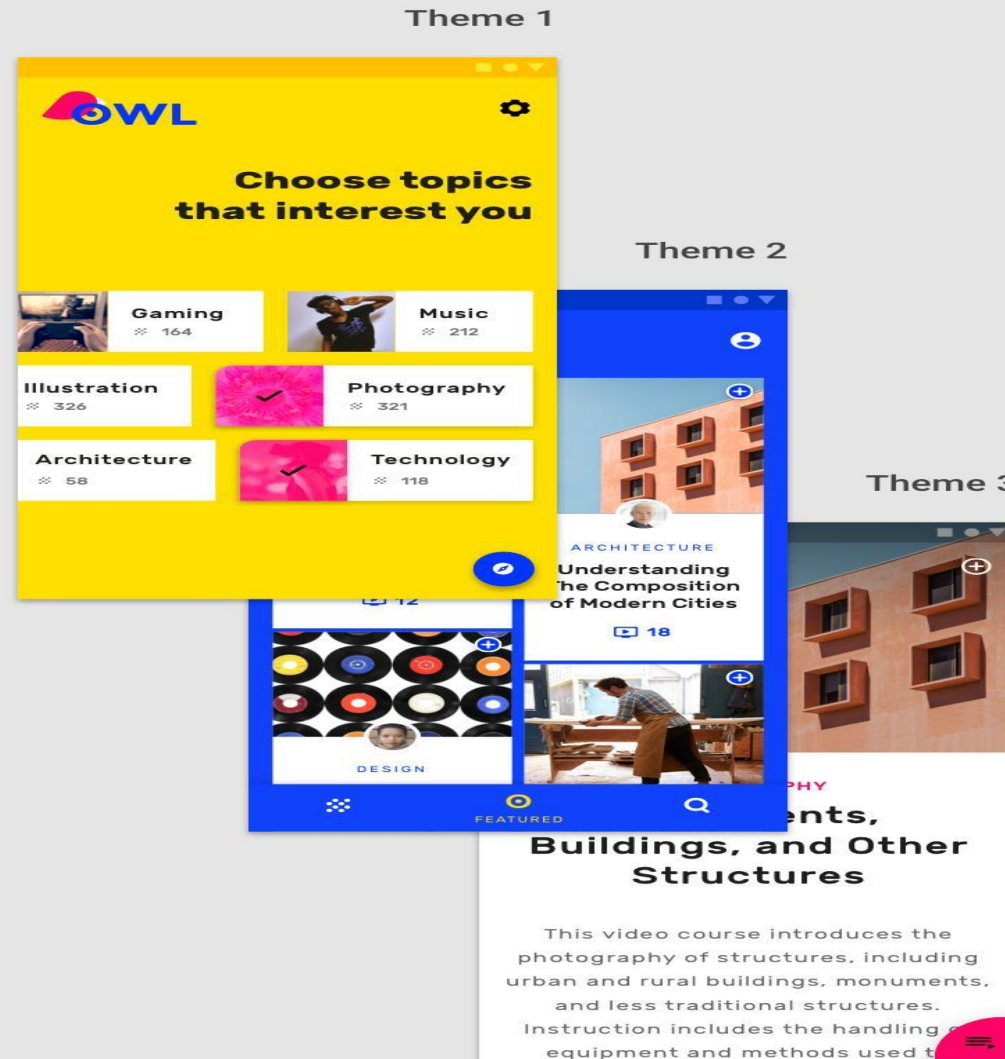 Theme 1
OWL
Choose topics
that interest you
Gaming
164
Music
212
Illustration
326
Photography
321
Architecture
58
Technology
118
Theme 2
ARCHITECTURE
Understanding
The Composition
of Modern Cities
18
12
DESIGN
FEATURED
Theme 3
Buildings, and Other
Structures
This video course introduces the
photography of structures, including
urban and rural buildings, monuments,
and less traditional structures.
Instruction includes the handling
equipment and methods used